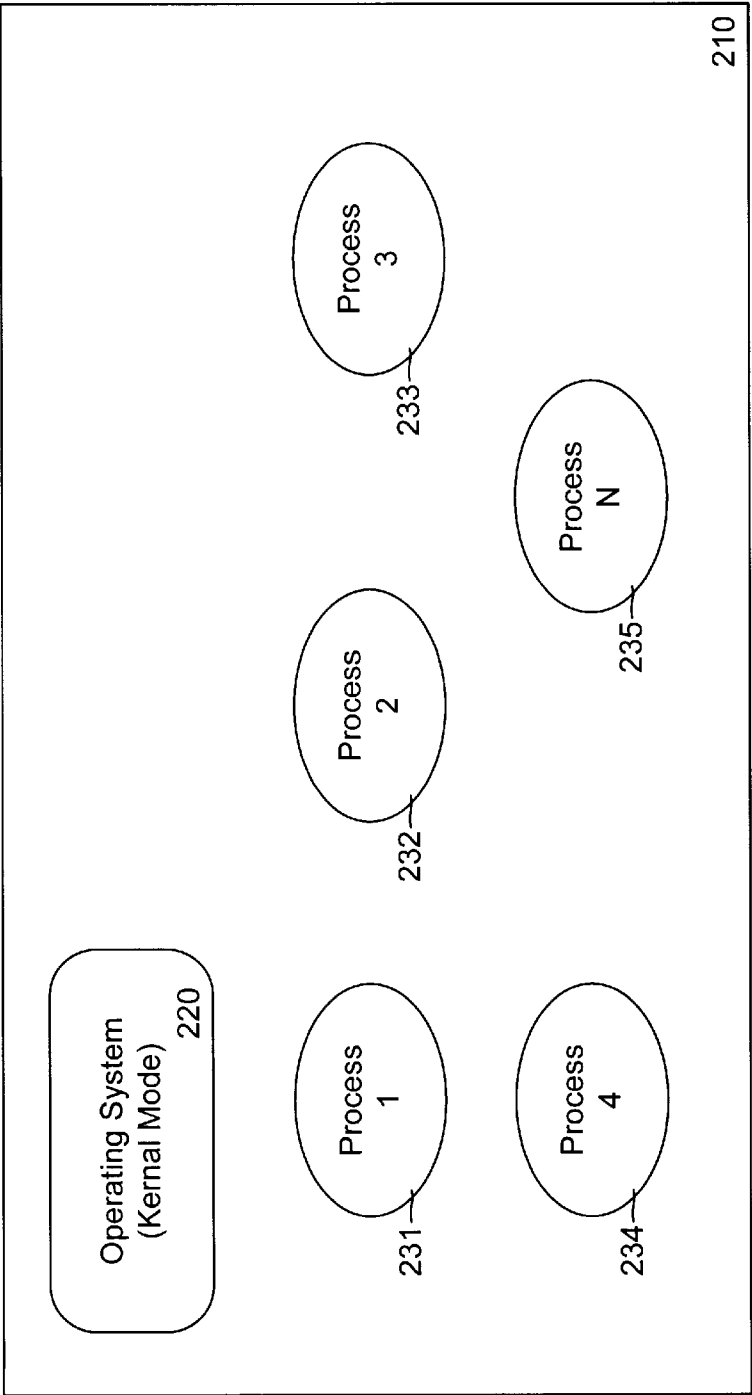 Operating System
(Kernal Mode)
220
Process
1
231
Process
2
232
Process
3
233
Process
4
234
Process
N
235
210